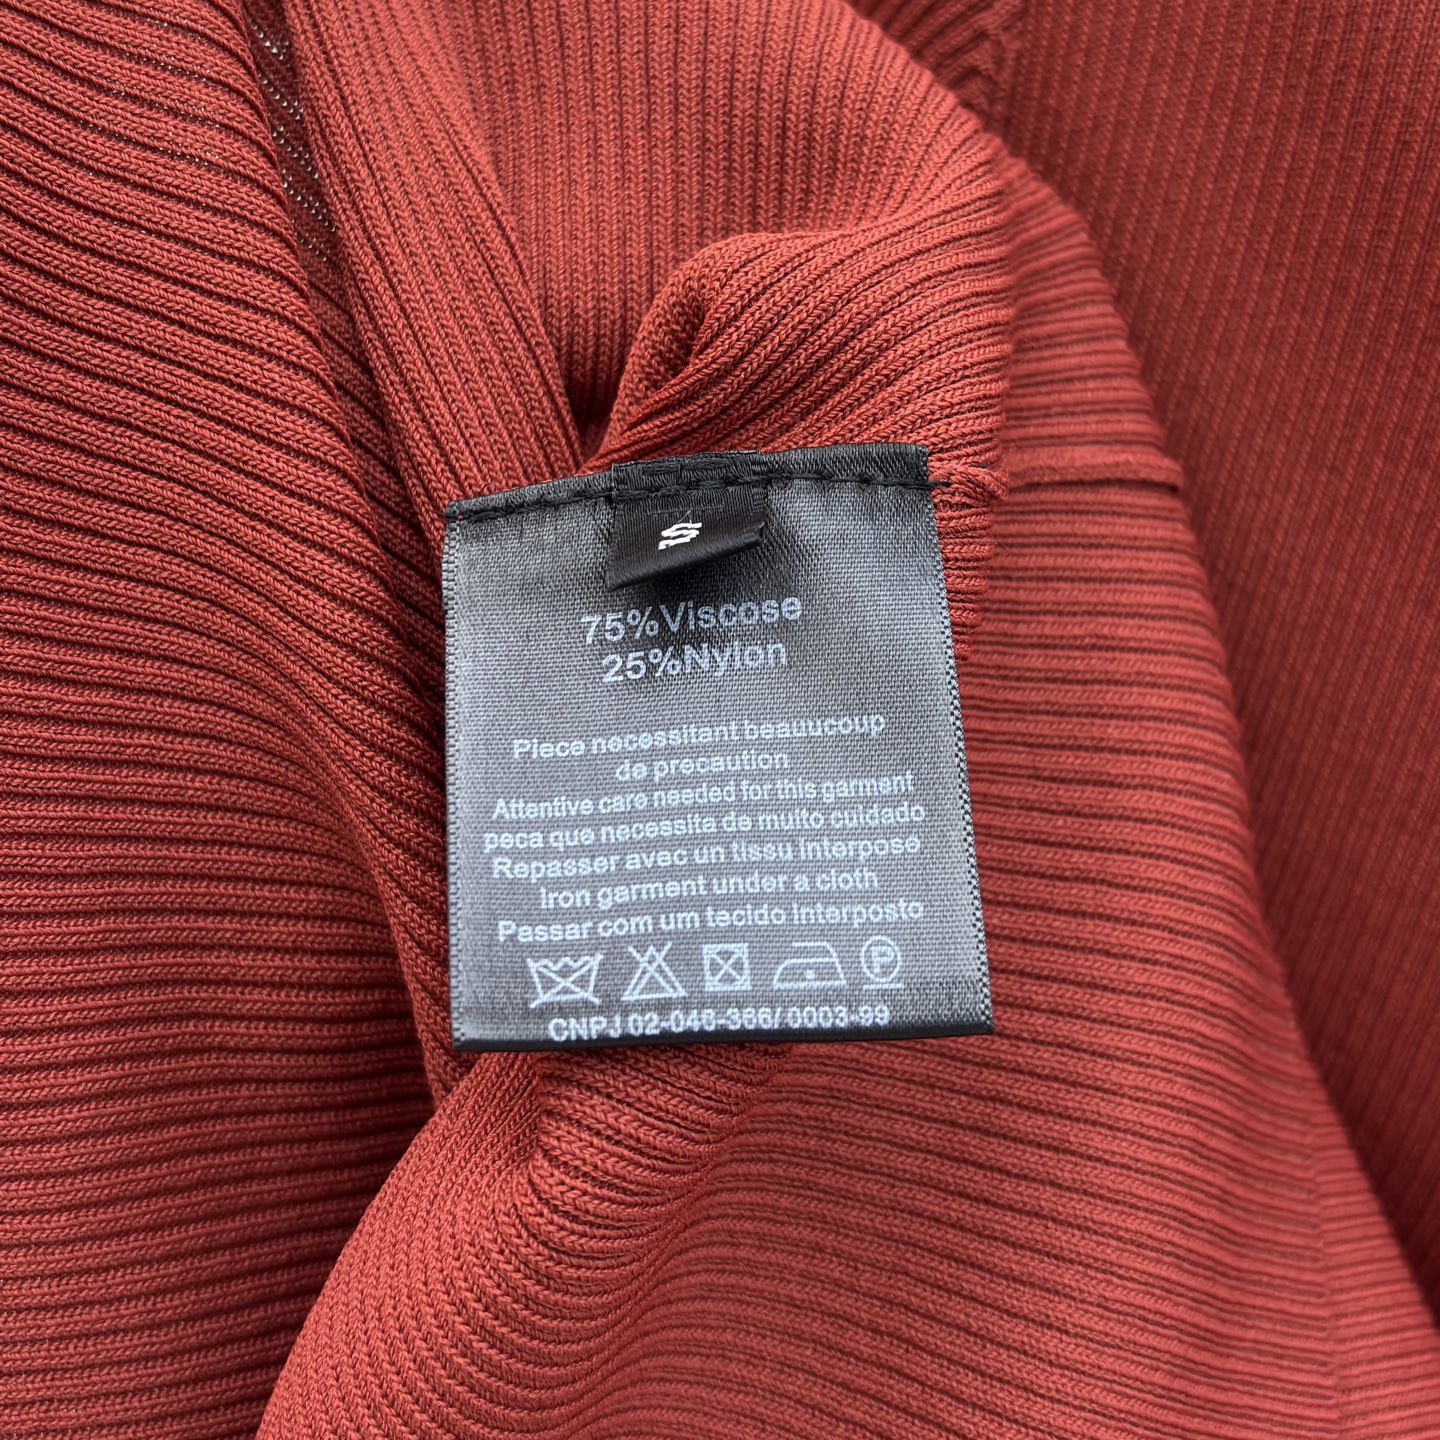 S
75%Viscose
25%Nylon
Piece necessitant beauucoup
de precaution
Attentive care needed for this garment
peca que necessita de muito cuidado
Repasser avec un tissu interpose
Iron garment under a cloth
Passar com um tecido interposto
P
CNPJ 02-048-366/0003-99